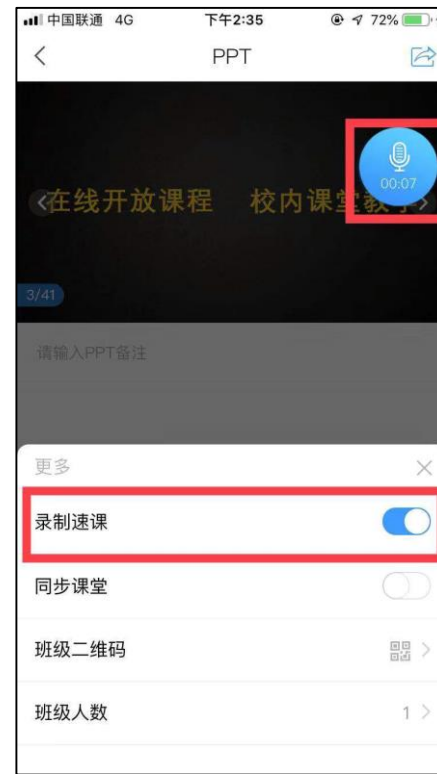 中国联通 4G 下午2:35 72%
PPT
00:07
在线开放课程 校内课堂教学
3/41
请输入PPT备注
更多
录制速课
同步课堂
班级二维码
班级人数 1